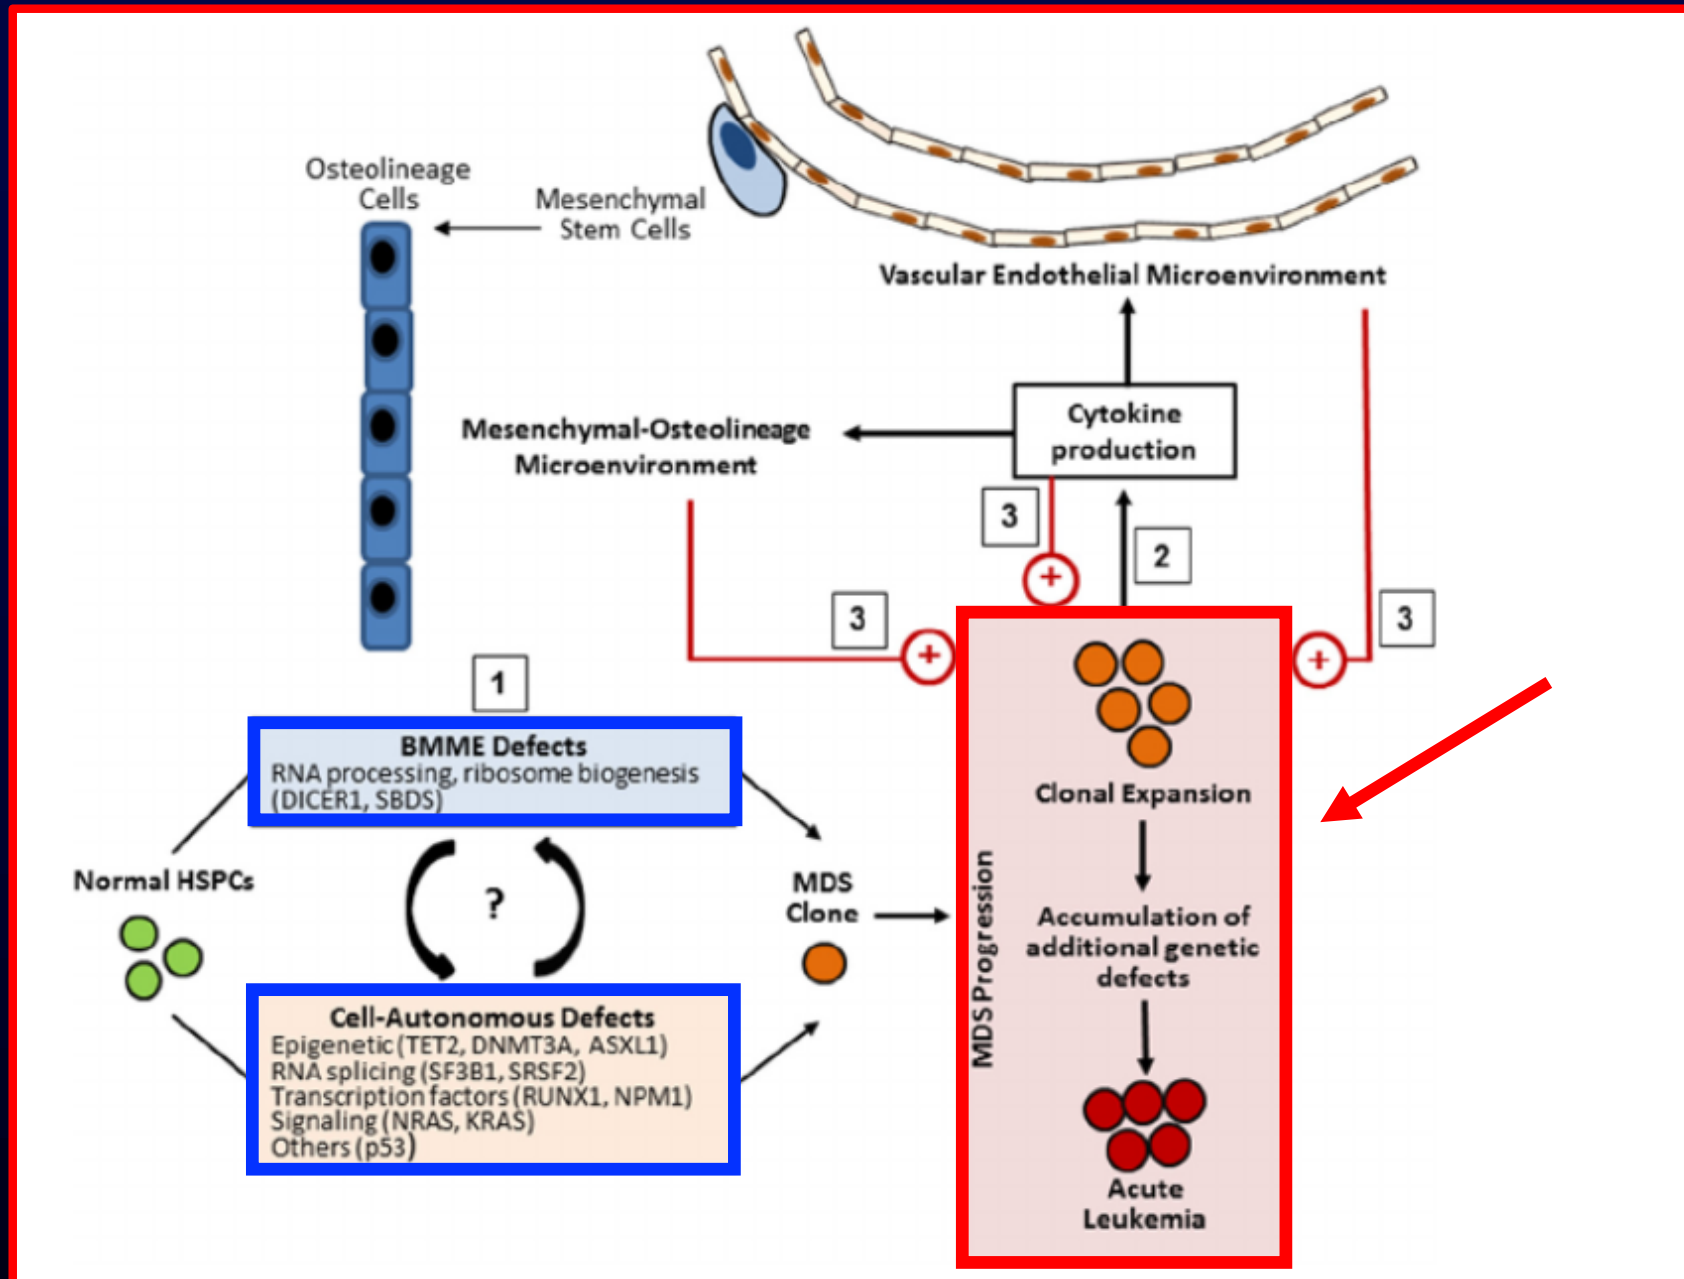 Osteolineage
Cells
Mesenchymal
Stem Cells
Vascular Endothelial Microenvironment
Cytokine
production
Mesenchymal-Osteolineage
Microenvironment
3
2
3
3
+
+
+
1
BMME Defects
RNA processing, ribosome biogenesis
(DICER1, SBDS)
Normal HSPCs
?
MDS
Clone
Cell-Autonomous Defects
Epigenetic (TET2, DNMT3A, ASXL1)
RNA splicing (SF3B1, SRSF2)
Transcription factors (RUNX1, NPM1)
Signaling (NRAS, KRAS)
Others (p53)
MDS Progression
Clonal Expansion
Accumulation of
additional genetic
defects
Acute
Leukemia